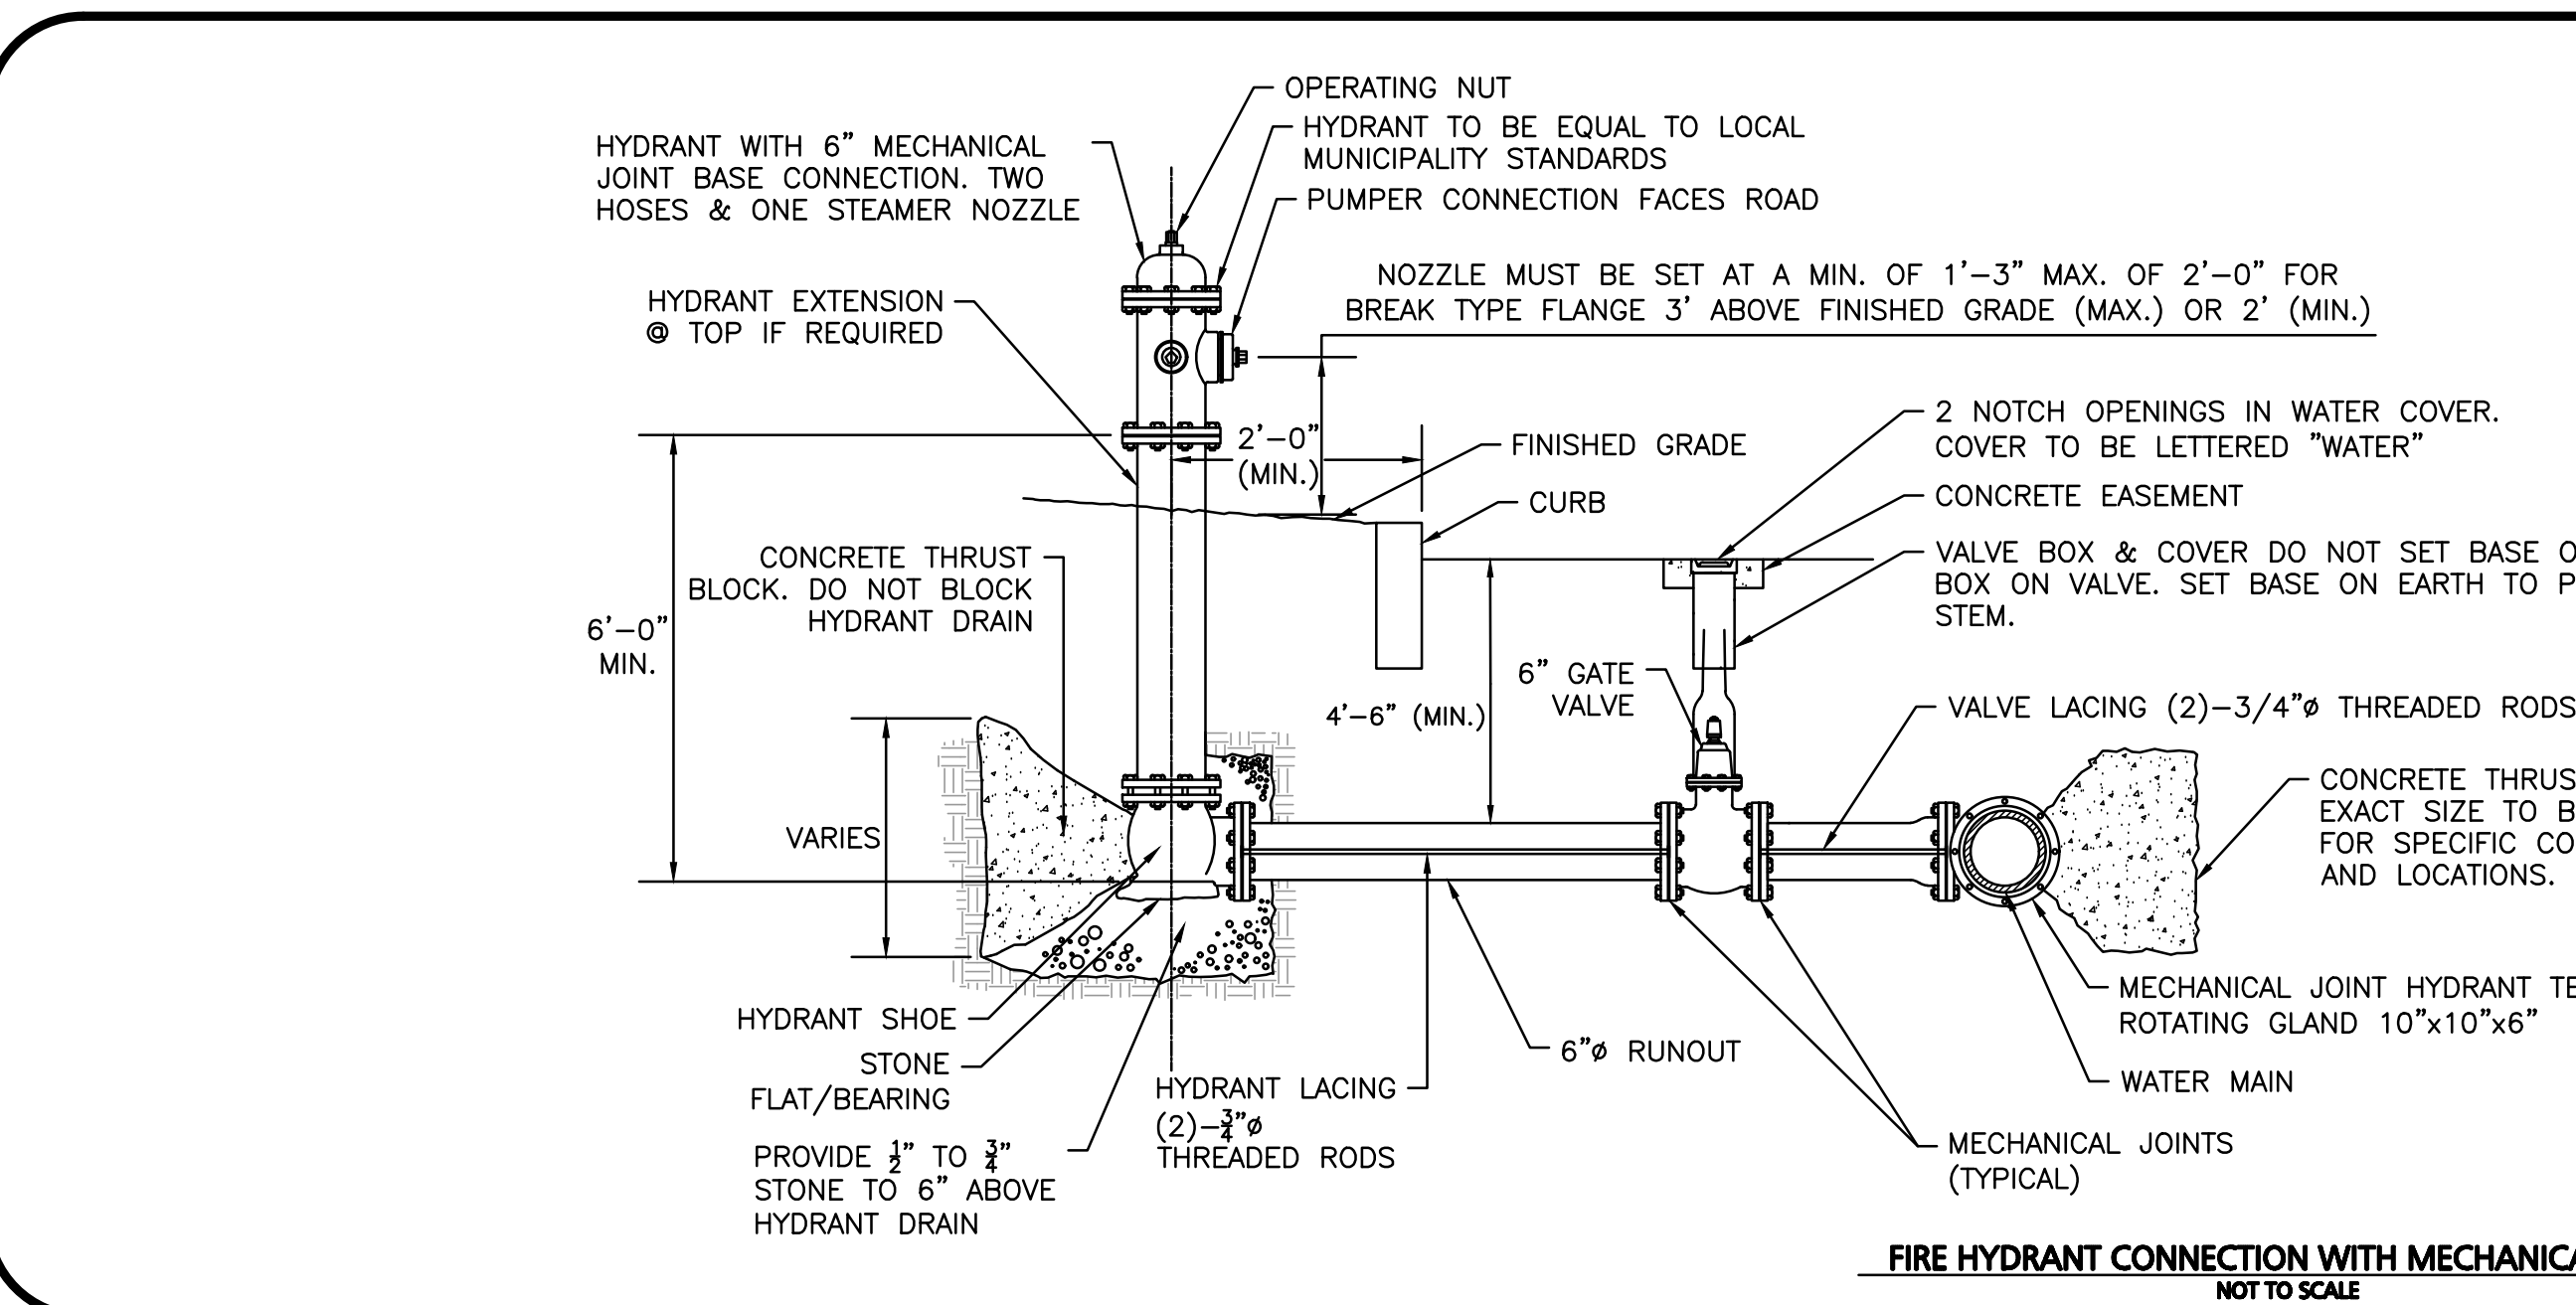 OPERATING NUT
HYDRANT TO BE EQUAL TO LOCAL
MUNICIPALITY STANDARDS
PUMPER CONNECTION FACES ROAD
HYDRANT WITH 6” MECHANICAL
JOINT BASE CONNECTION. TWO
HOSES & ONE STEAMER NOZZLE
NOZZLE MUST BE SET AT A MIN. OF 1’–3” MAX. OF 2’–0” FOR
BREAK TYPE FLANGE 3’ ABOVE FINISHED GRADE (MAX.) OR 2’ (MIN.)
HYDRANT EXTENSION
@ TOP IF REQUIRED
2’–0”
(MIN.)
FINISHED GRADE
CURB
2 NOTCH OPENINGS IN WATER COVER.
COVER TO BE LETTERED ”WATER”
CONCRETE EASEMENT
VALVE BOX & COVER DO NOT SET BASE
BOX ON VALVE. SET BASE ON EARTH TO
STEM.
CONCRETE THRUST
BLOCK. DO NOT BLOCK
HYDRANT DRAIN
6’–0”
MIN.
6” GATE
VALVE
4’–6” (MIN.)
VALVE LACING (2)–3/4”ø THREADED RODS
VARIES
CONCRETE
EXACT SIZE TO
FOR SPECIFIC
AND LOCATIONS.
HYDRANT SHOE
STONE
FLAT/BEARING
PROVIDE ½” TO ¾”
STONE TO 6” ABOVE
HYDRANT DRAIN
HYDRANT LACING
(2)–¾”ø
THREADED RODS
6”ø RUNOUT
MECHANICAL JOINT HYDRANT
ROTATING GLAND 10”x10”x6”
WATER MAIN
MECHANICAL JOINTS
(TYPICAL)
FIRE HYDRANT CONNECTION WITH
NOT TO SCALE